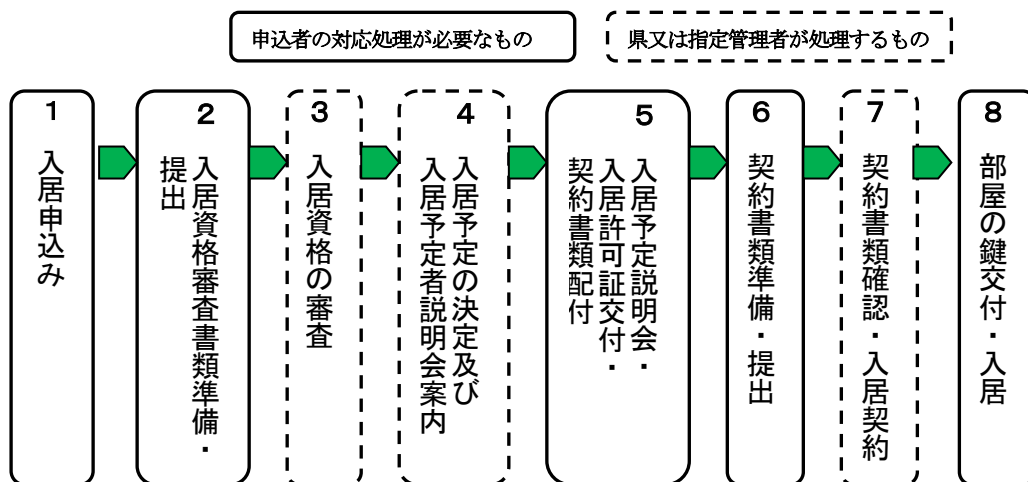 申込者の対応処理が必要なもの
県又は指定管理者が処理するもの
1
入居申込み
2
入居資格審査書類準備・
提出
3
入居資格の審査
4
入居予定の決定及び
入居予定者説明会案内
5
入居予定説明会・
入居許可証交付・
契約書類配付
6
契約書類準備・提出
7
契約書類確認・入居契約
8
部屋の鍵交付・入居